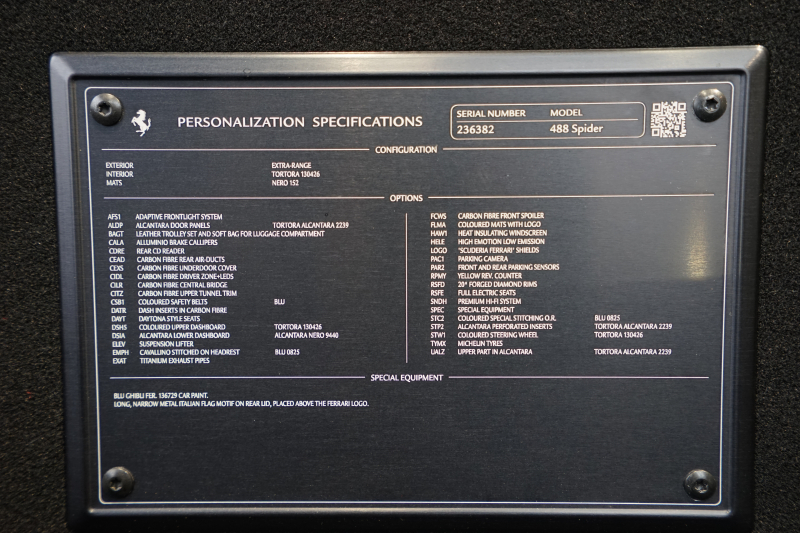 PERSONALIZATION SPECIFICATIONS
SERIAL NUMBER MODEL
236382 488 Spider
CONFIGURATION
EXTERIOR EXTRA-RANGE
INTERIOR TORTORA 130426
MATS NERO 152
OPTIONS
AFS1 ADAPTIVE FRONTLIGHT SYSTEM
ALDP ALCANTARA DOOR PANELS TORTORA ALCANTARA 2239
BAGT LEATHER TROLLEY SET AND SOFT BAG FOR LUGGAGE COMPARTMENT
CALA ALLUMINIO BRAKE CALLIPERS
CDRE REAR CD READER
CEAD CARBON FIBRE REAR AIR-DUCTS
CEXS CARBON FIBRE UNDERDOOR COVER
CIDL CARBON FIBRE DRIVER ZONE+LEDS
CILR CARBON FIBRE CENTRAL BRIDGE
CITZ CARBON FIBRE UPPER TUNNEL TRIM
CSB1 COLOURED SAFETY BELTS BLU
DATR DASH INSERTS IN CARBON FIBRE
DAYT DAYTONA STYLE SEATS
DSH5 COLOURED UPPER DASHBOARD TORTORA 130426
DSIA ALCANTARA LOWER DASHBOARD ALCANTARA NERO 9440
ELEV SUSPENSION LIFTER
EMPH CAVALLINO STITCHED ON HEADREST BLU 0825
EXAT TITANIUM EXHAUST PIPES
FCWS CARBON FIBRE FRONT SPOILER
FLMA COLOURED MATS WITH LOGO
HAW1 HEAT INSULATING WINDSCREEN
HELE HIGH EMOTION LOW EMISSION
LOGO 'SCUDERIA FERRARI' SHIELDS
PAC1 PARKING CAMERA
PAR2 FRONT AND REAR PARKING SENSORS
RPMY YELLOW REV. COUNTER
RSFD 20" FORGED DIAMOND RIMS
RSFE FULL ELECTRIC SEATS
SNDH PREMIUM HI-FI SYSTEM
SPEC SPECIAL EQUIPMENT
STC2 COLOURED SPECIAL STITCHING O.R. BLU 0825
STP2 ALCANTARA PERFORATED INSERTS TORTORA ALCANTARA 2239
STW1 COLOURED STEERING WHEEL TORTORA 130426
TYMX MICHELIN TYRES
UALZ UPPER PART IN ALCANTARA TORTORA ALCANTARA 2239
SPECIAL EQUIPMENT
BLU GHIBLI FER. 136729 CAR PAINT.
LONG, NARROW METAL ITALIAN FLAG MOTIF ON REAR LID, PLACED ABOVE THE FERRARI LOGO.